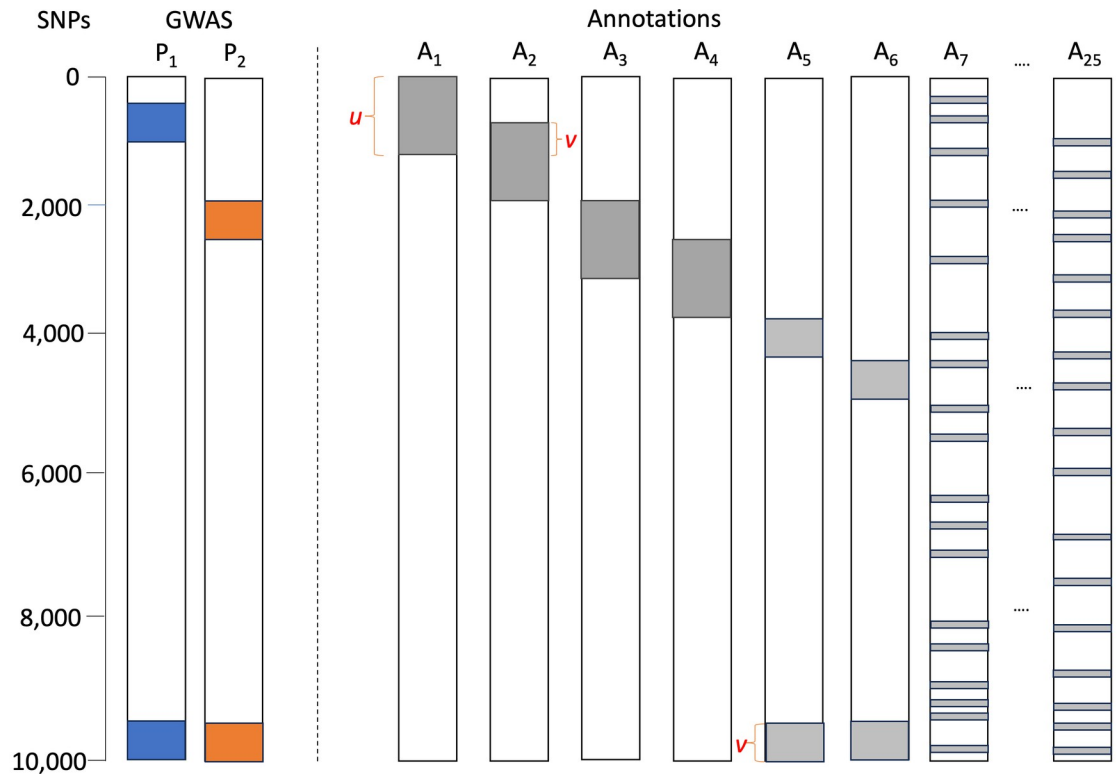 SNPs GWAS Annotations
P1 P2 A1 A2 A3 A4 A5 A6 A7 .... A25
0
u
v
2,000 ....
4,000
....
6,000
8,000 ....
v
10,000